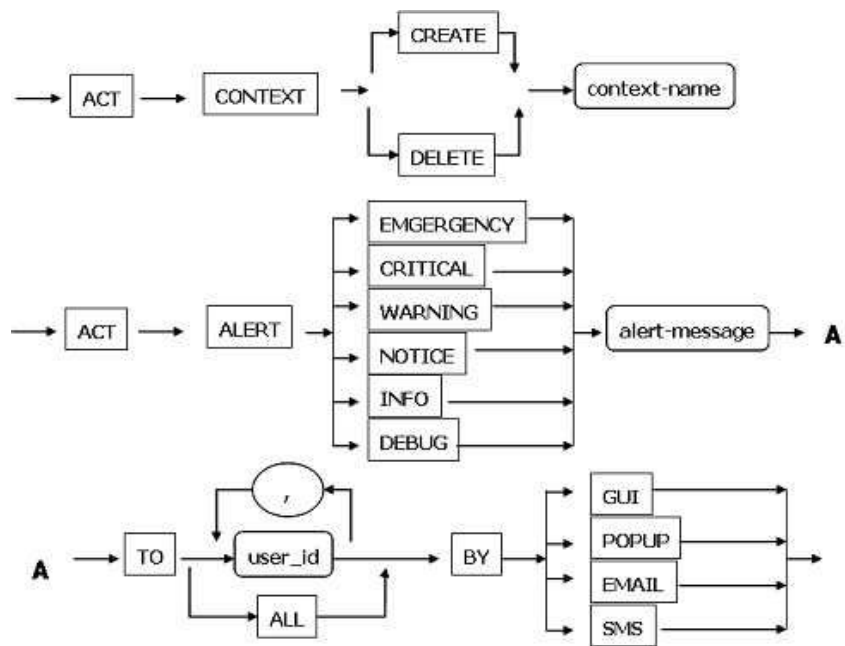 CREATE
ACT CONTEXT context-name
DELETE
EMGERGENCY
CRITICAL
WARNING
ACT ALERT alert-message A
NOTICE
INFO
DEBUG
,
A TO user_id BY
ALL
GUI
POPUP
EMAIL
SMS